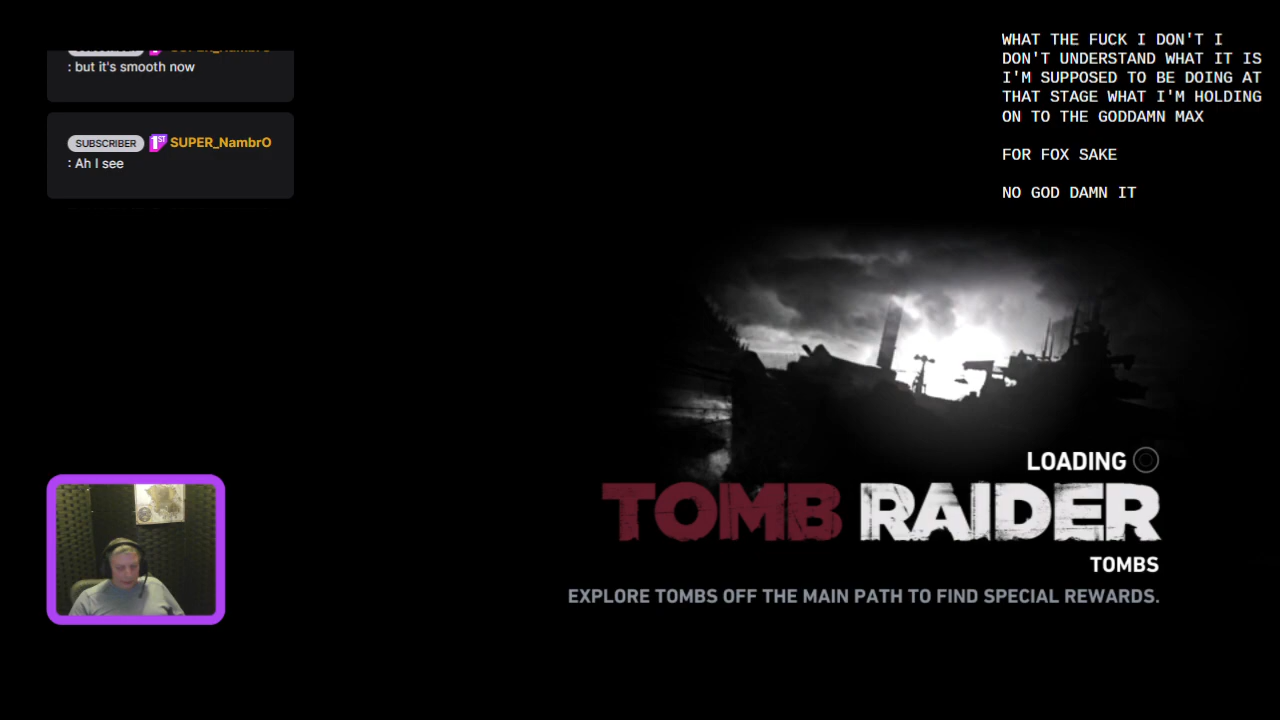 : but it's smooth now
SUBSCRIBER 1ST SUPER_NambrO
: Ah I see
WHAT THE FUCK I DON'T I
DON'T UNDERSTAND WHAT IT IS
I'M SUPPOSED TO BE DOING AT
THAT STAGE WHAT I'M HOLDING
ON TO THE GODDAMN MAX
FOR FOX SAKE
NO GOD DAMN IT
LOADING
TOMB RAIDER
TOMBS
EXPLORE TOMBS OFF THE MAIN PATH TO FIND SPECIAL REWARDS.